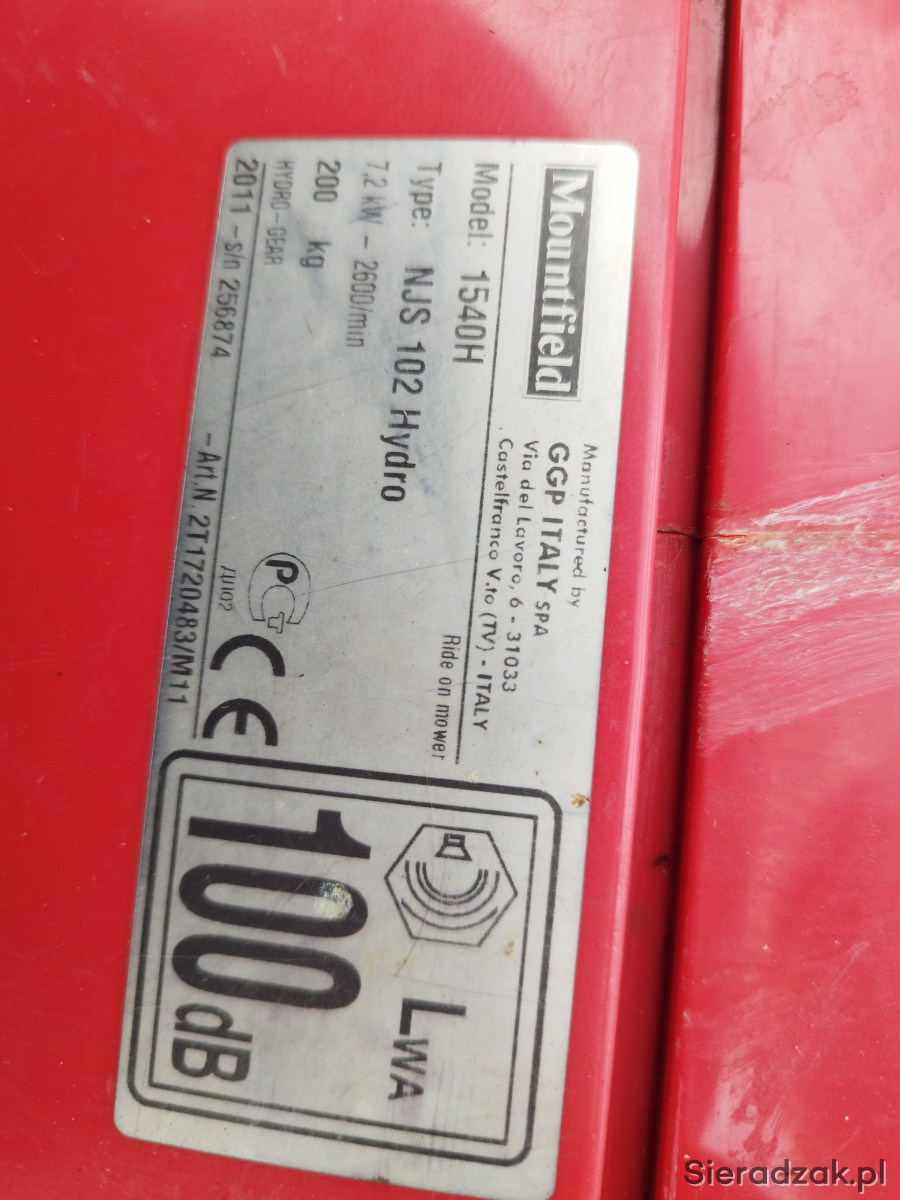 Mountfield
Manufactured by
GGP ITALY SPA
Via del Lavoro, 6 - 31033
Castelfranco V.to (TV) - ITALY
Model: 1540H
Ride on mower
Type: NJS 102 Hydro
7,2 kW - 2600/min
200 kg
HYDRO-GEAR
2011 - s/n 256874 - Art.N. 2T1720483/M11
PCT
CE
LWA
100dB
Sieradzak.pl